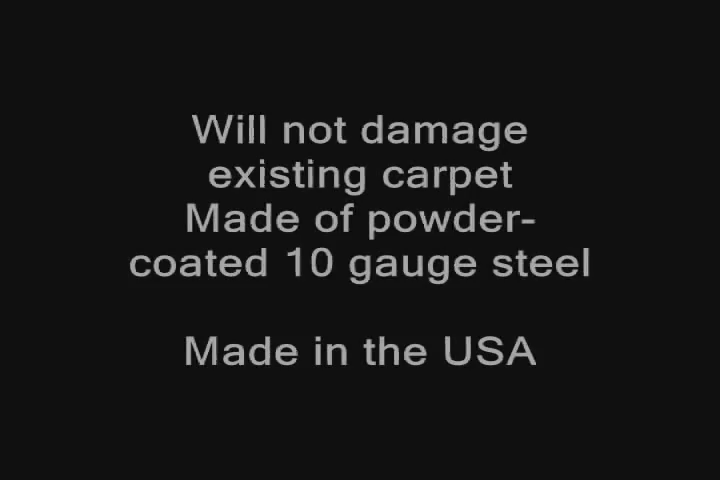 Will not damage
existing carpet
Made of powder-
coated 10 gauge steel
Made in the USA